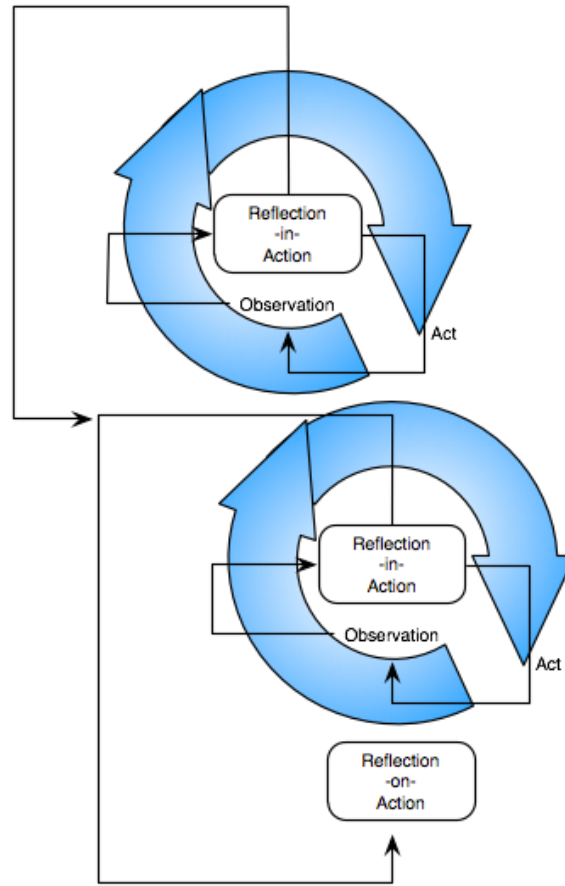 Reflection
-in-
Action
Observation
Act
Reflection
-in-
Action
Observation
Act
Reflection
-on-
Action